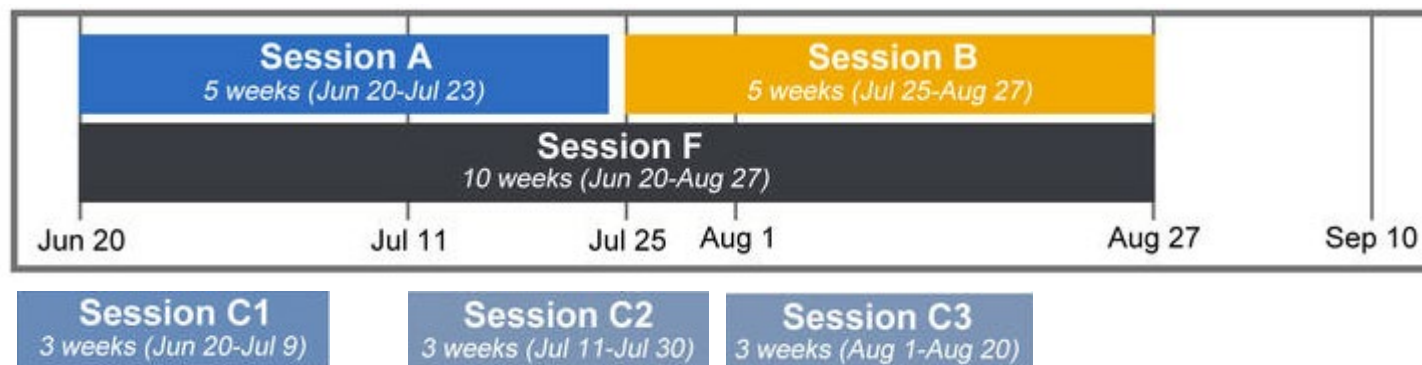 Session A
5 weeks (Jun 20-Jul 23)
Session B
5 weeks (Jul 25-Aug 27)
Session F
10 weeks (Jun 20-Aug 27)
Jun 20
Jul 11
Jul 25
Aug 1
Aug 27
Sep 10
Session C1
3 weeks (Jun 20-Jul 9)
Session C2
3 weeks (Jul 11-Jul 30)
Session C3
3 weeks (Aug 1-Aug 20)